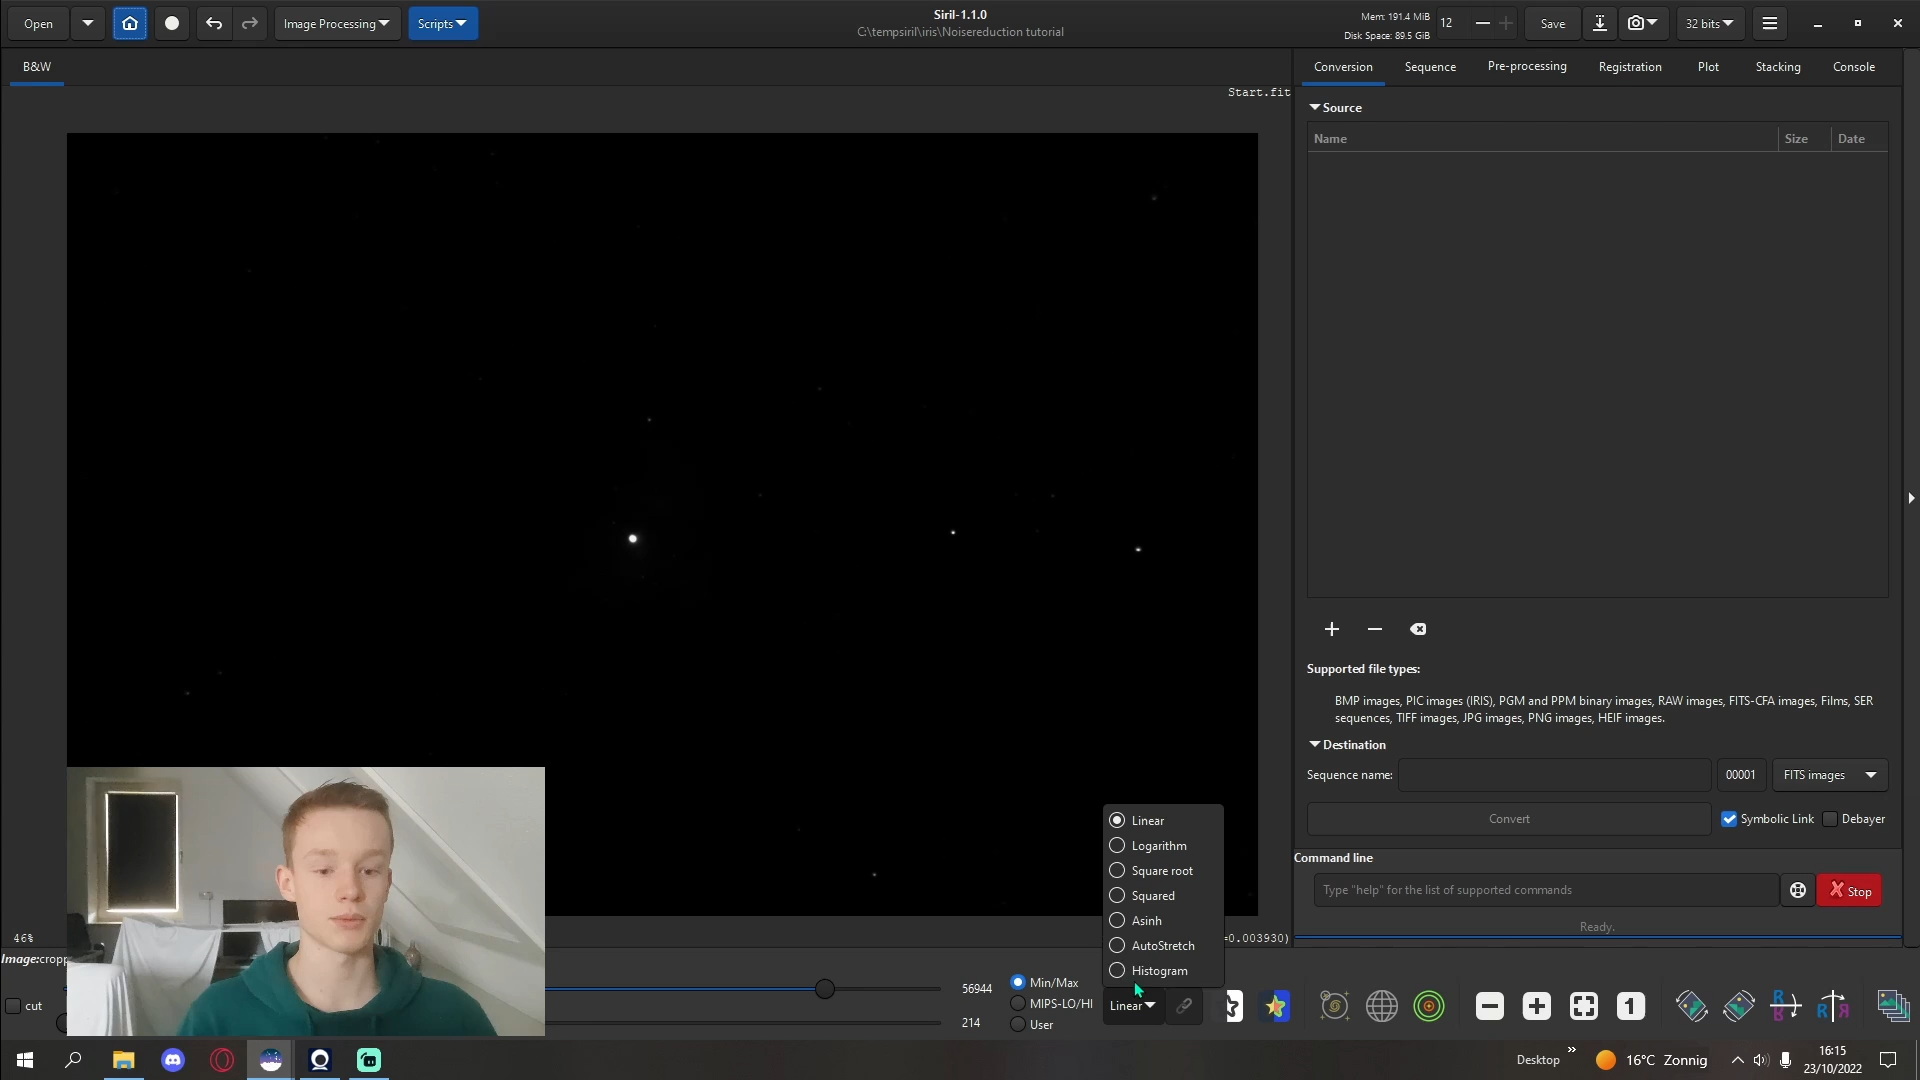 Open
Image Processing
Scripts
Siril-1.1.0
C:\tempsiril\iris\Noisereduction tutorial
Mem: 191.4 MiB
Disk Space: 89.5 GiB
12
Save
32 bits
B&W
Start.fit
Conversion
Sequence
Pre-processing
Registration
Plot
Stacking
Console
Source
Name
Size
Date
Supported file types:
BMP images, PIC images (IRIS), PGM and PPM binary images, RAW images, FITS-CFA images, Films, SER
sequences, TIFF images, JPG images, PNG images, HEIF images.
Destination
Sequence name:
00001
FITS images
Convert
Symbolic Link
Debayer
Command line
Type "help" for the list of supported commands
Stop
Ready.
Linear
Logarithm
Square root
Squared
Asinh
AutoStretch
Histogram
46%
=0.003930)
Image:cropp
cut
56944
214
Min/Max
MIPS-LO/HI
User
Linear
1
R
R
R R
Desktop
16°C Zonnig
16:15
23/10/2022